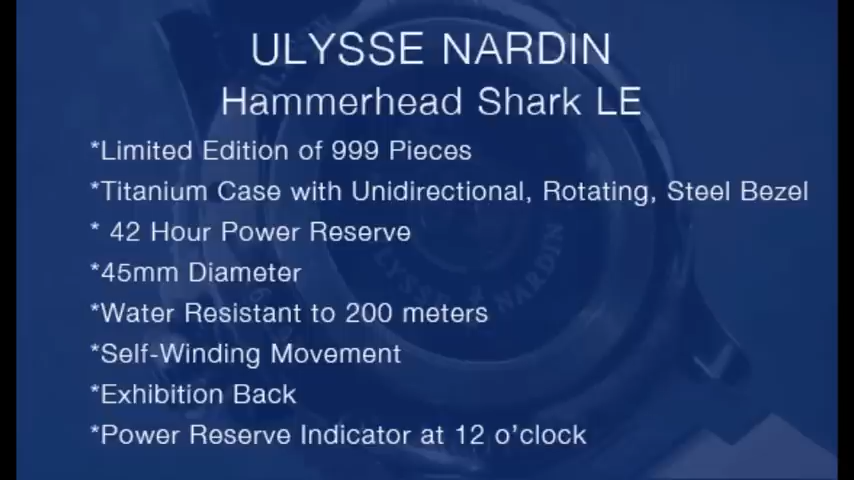 ULYSSE NARDIN
Hammerhead Shark LE
*Limited Edition of 999 Pieces
*Titanium Case with Unidirectional, Rotating, Steel Bezel
* 42 Hour Power Reserve
*45mm Diameter
*Water Resistant to 200 meters
*Self-Winding Movement
*Exhibition Back
*Power Reserve Indicator at 12 o'clock